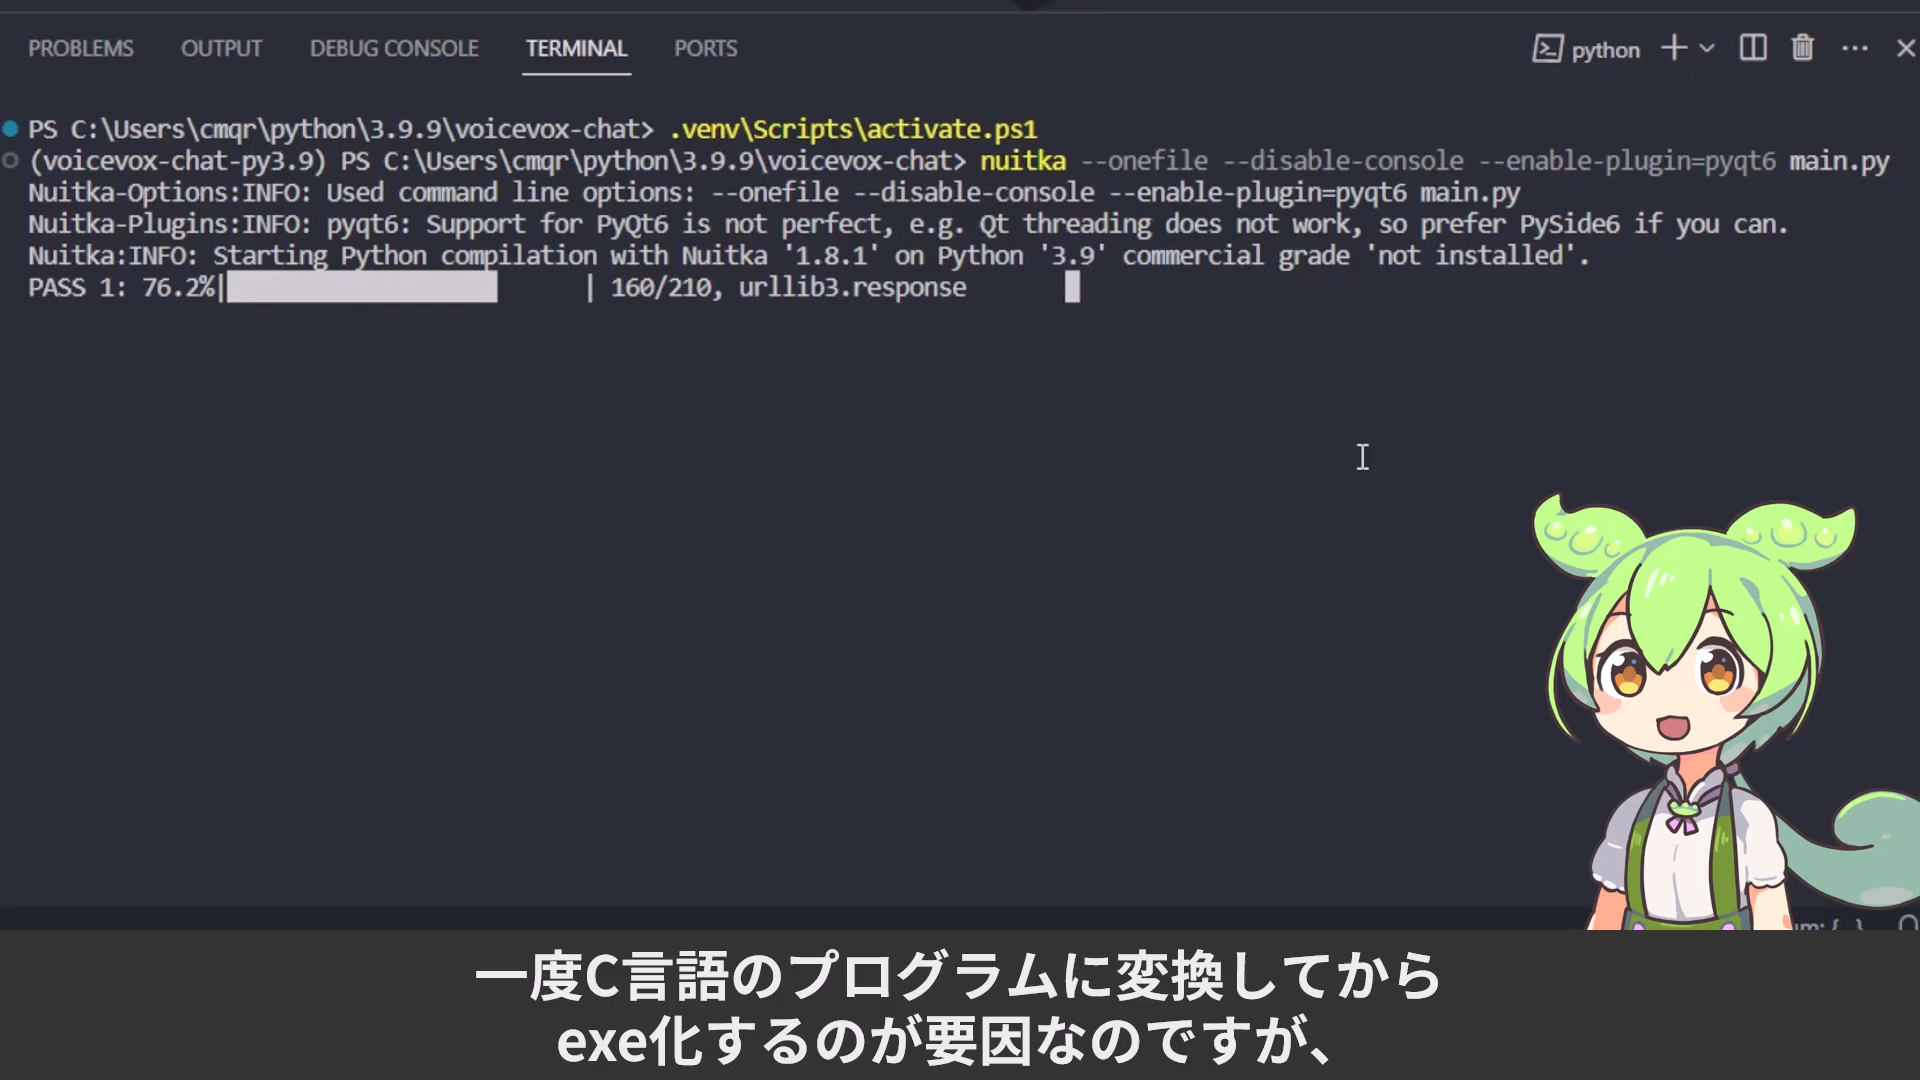 PROBLEMS OUTPUT DEBUG CONSOLE TERMINAL PORTS python
PS C:\Users\cmqr\python\3.9.9\voicevox-chat> .venv\Scripts\activate.ps1
(voicevox-chat-py3.9) PS C:\Users\cmqr\python\3.9.9\voicevox-chat> nuitka --onefile --disable-console --enable-plugin=pyqt6 main.py
Nuitka-Options:INFO: Used command line options: --onefile --disable-console --enable-plugin=pyqt6 main.py
Nuitka-Plugins:INFO: pyqt6: Support for PyQt6 is not perfect, e.g. Qt threading does not work, so prefer PySide6 if you can.
Nuitka:INFO: Starting Python compilation with Nuitka '1.8.1' on Python '3.9' commercial grade 'not installed'.
PASS 1: 76.2%| | 160/210, urllib3.response
一度C言語のプログラムに変換してから
exe化するのが要因なのですが、